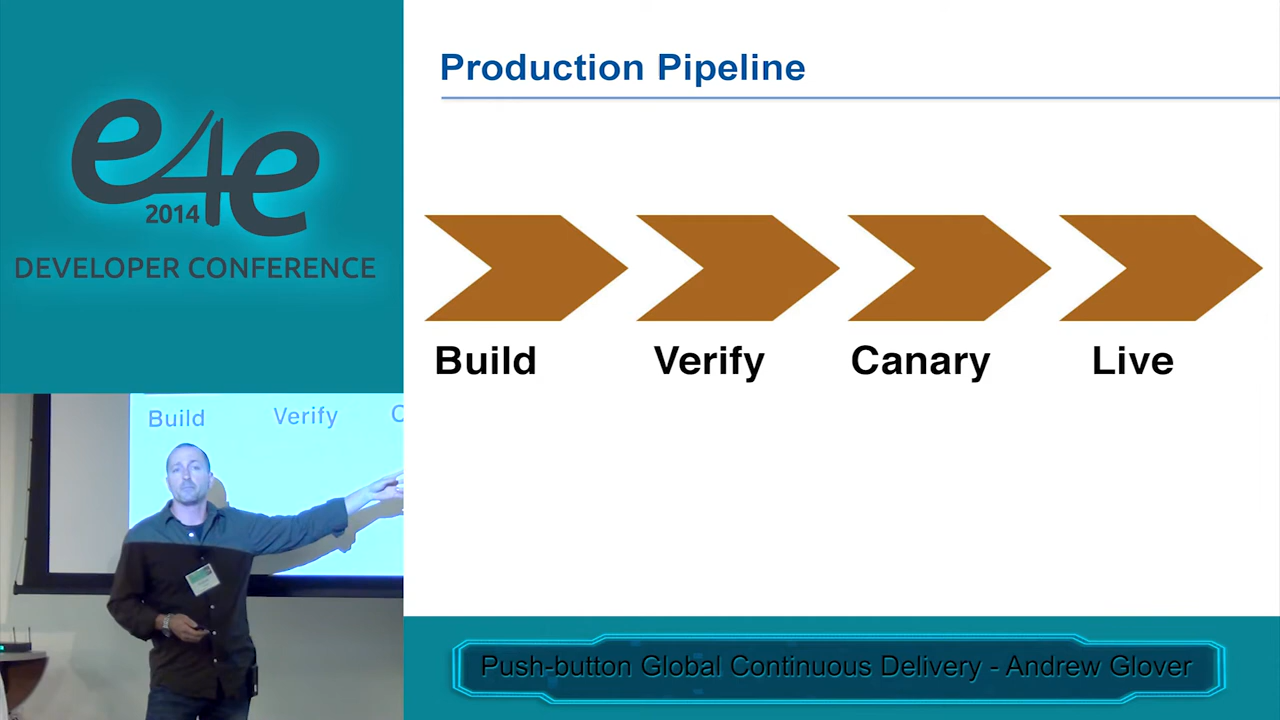 e4e
2014
DEVELOPER CONFERENCE
Production Pipeline
Build
Verify
Canary
Live
Build
Verify
C
Push-button Global Continuous Delivery - Andrew Glover